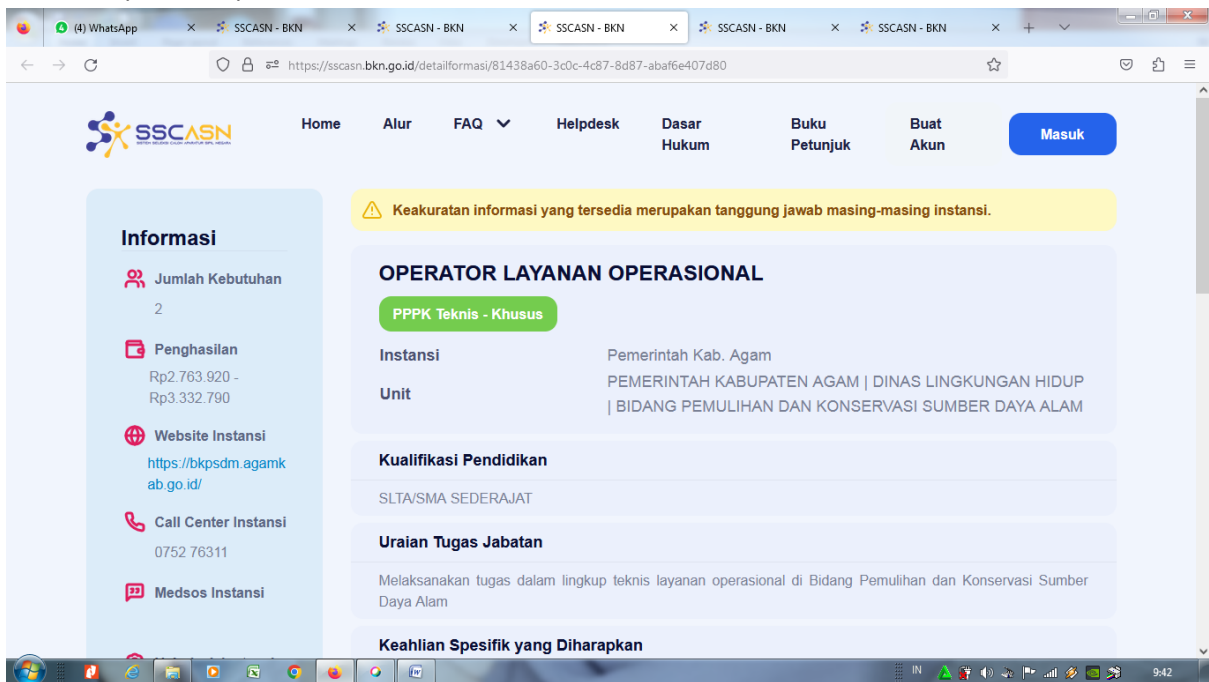 (4) WhatsApp
SSCASN - BKN
SSCASN - BKN
SSCASN - BKN
SSCASN - BKN
SSCASN - BKN
https://sscasn.bkn.go.id/detailformasi/81438a60-3c0c-4c87-8d87-abaf6e407d80
SSCASN
Home
Alur
FAQ
Helpdesk
Dasar
Hukum
Buku
Petunjuk
Buat
Akun
Masuk
Informasi
Jumlah Kebutuhan
2
Penghasilan
Rp2.763.920 -
Rp3.332.790
Website Instansi
https://bkpsdm.agamk
ab.go.id/
Call Center Instansi
0752 76311
Medsos Instansi
Keakuratan informasi yang tersedia merupakan tanggung jawab masing-masing instansi.
OPERATOR LAYANAN OPERASIONAL
PPPK Teknis - Khusus
Instansi
Pemerintah Kab. Agam
Unit
PEMERINTAH KABUPATEN AGAM | DINAS LINGKUNGAN HIDUP
| BIDANG PEMULIHAN DAN KONSERVASI SUMBER DAYA ALAM
Kualifikasi Pendidikan
SLTA/SMA SEDERAJAT
Uraian Tugas Jabatan
Melaksanakan tugas dalam lingkup teknis layanan operasional di Bidang Pemulihan dan Konservasi Sumber
Daya Alam
Keahlian Spesifik yang Diharapkan
IN
9:42